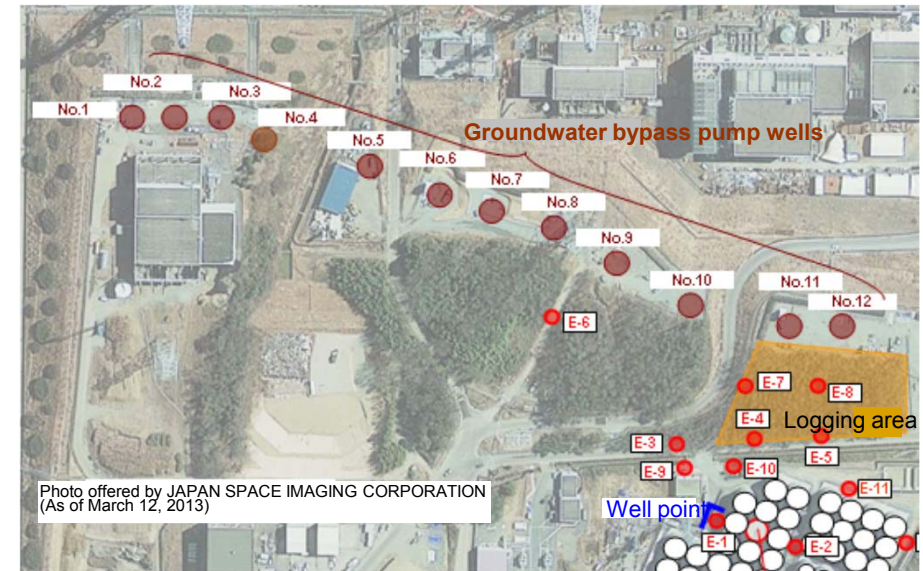 No.1
No.2
No.3
No.4
No.5
No.6
No.7
No.8
No.9
No.10
No.11
No.12
Groundwater bypass pump wells
E-6
E-7
E-8
E-4
Logging area
E-3
E-5
E-9
E-10
E-11
Well point
E-1
E-2
Photo offered by JAPAN SPACE IMAGING CORPORATION
(As of March 12, 2013)